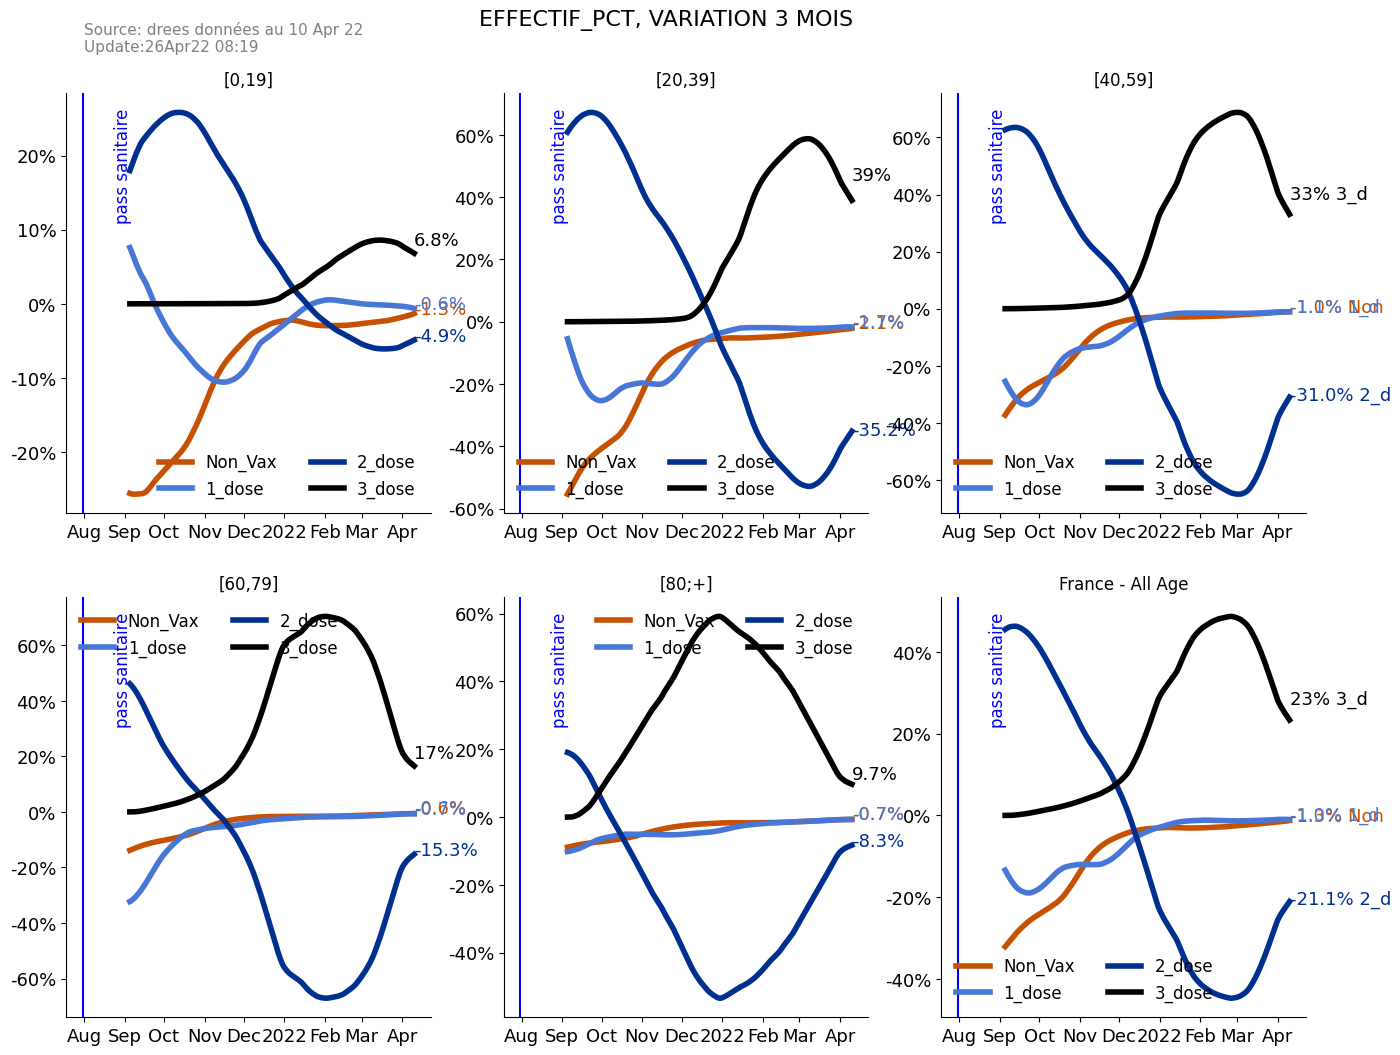 EFFECTIF_PCT, VARIATION 3 MOIS
Source: drees données au 10 Apr 22
Update:26Apr22 08:19
[0,19]
pass sanitaire
20%
10%
0%
-10%
-20%
6.8%
-0.6%
-1.3%
-4.9%
Non_Vax 2_dose
1_dose 3_dose
Aug Sep Oct Nov Dec 2022 Feb Mar Apr
[20,39]
pass sanitaire
60%
40%
20%
0%
-20%
-40%
-60%
39%
-35.2%
Non_Vax 2_dose
1_dose 3_dose
Aug Sep Oct Nov Dec 2022 Feb Mar Apr
[40,59]
pass sanitaire
60%
40%
20%
0%
-20%
-40%
-60%
33% 3_d
-31.0% 2_d
Non_Vax 2_dose
1_dose 3_dose
Aug Sep Oct Nov Dec 2022 Feb Mar Apr
[60,79]
pass sanitaire
Non_Vax 2_dose
1_dose 3_dose
60%
40%
20%
0%
-20%
-40%
-60%
17%
-15.3%
Aug Sep Oct Nov Dec 2022 Feb Mar Apr
[80;+]
pass sanitaire
Non_Vax 2_dose
1_dose 3_dose
60%
40%
20%
0%
-20%
-40%
9.7%
-0.7%
-8.3%
Aug Sep Oct Nov Dec 2022 Feb Mar Apr
France - All Age
pass sanitaire
40%
20%
0%
-20%
-40%
23% 3_d
-21.1% 2_d
Non_Vax 2_dose
1_dose 3_dose
Aug Sep Oct Nov Dec 2022 Feb Mar Apr